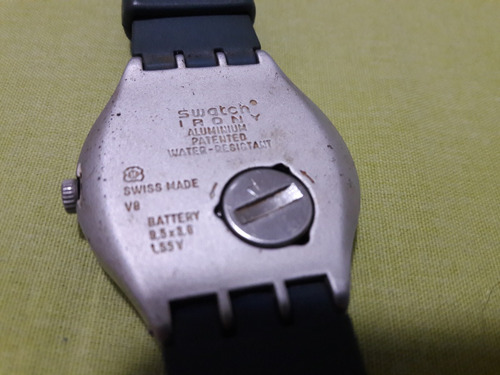 swatch
IRONY
ALUMINIUM
PATENTED
WATER-RESISTANT
SWISS MADE
V8
BATTERY
9,5 x 3,6
1,55 V